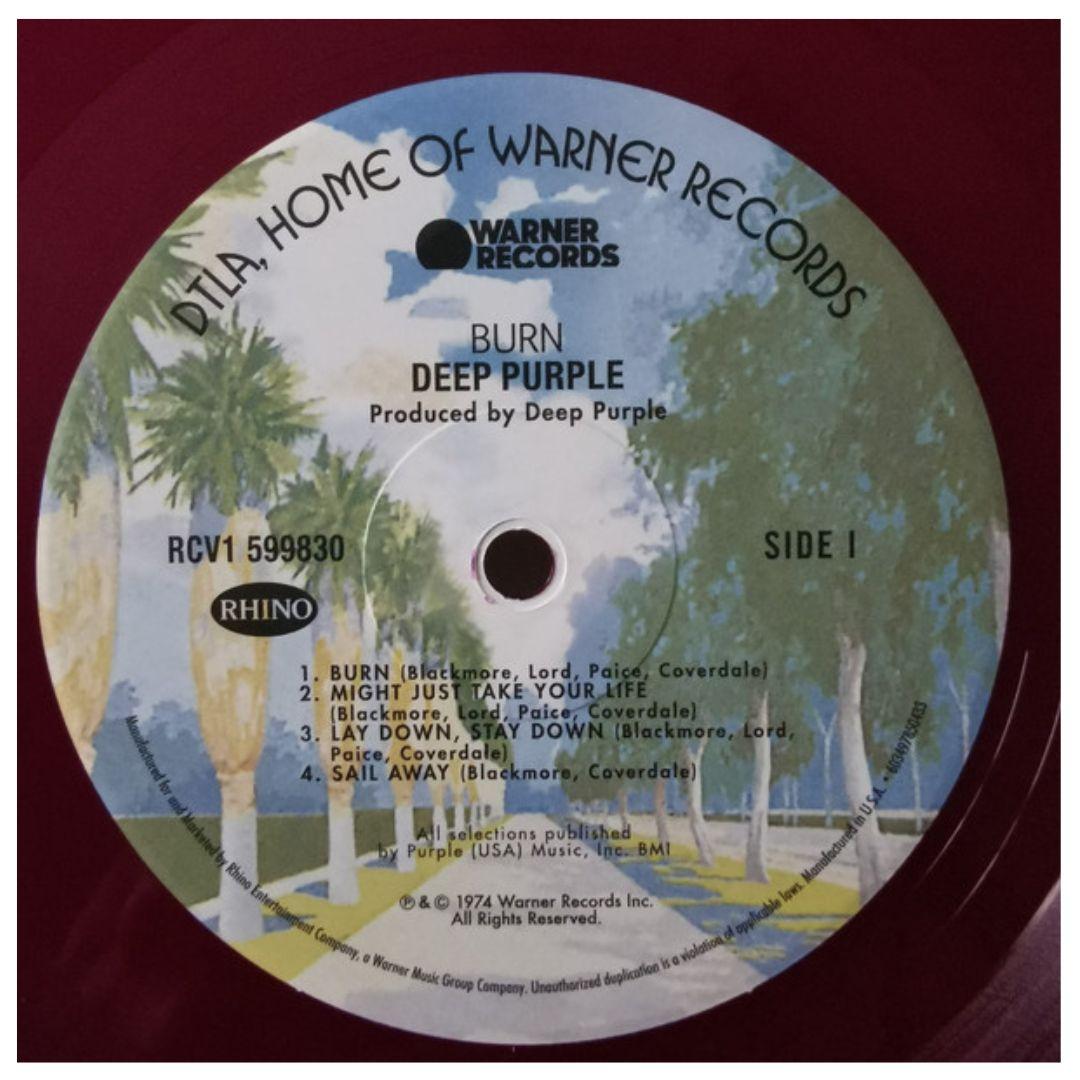 DTLA, HOME OF WARNER RECORDS
WARNER
RECORDS
BURN
DEEP PURPLE
Produced by Deep Purple
RCV1 599830
SIDE I
RHINO
1. BURN (Blackmore, Lord, Paice, Coverdale)
2. MIGHT JUST TAKE YOUR LIFE
(Blackmore, Lord, Paice, Coverdale)
3. LAY DOWN, STAY DOWN (Blackmore, Lord,
Paice, Coverdale)
4. SAIL AWAY (Blackmore, Coverdale)
All selections published
by Purple (USA) Music, Inc. BMI
℗ & © 1974 Warner Records Inc.
All Rights Reserved.
Manufactured for and Marketed by Rhino Entertainment Company, a Warner Music Group Company. Unauthorized duplication is a violation of applicable laws. Manufactured in U.S.A. • 603497850433